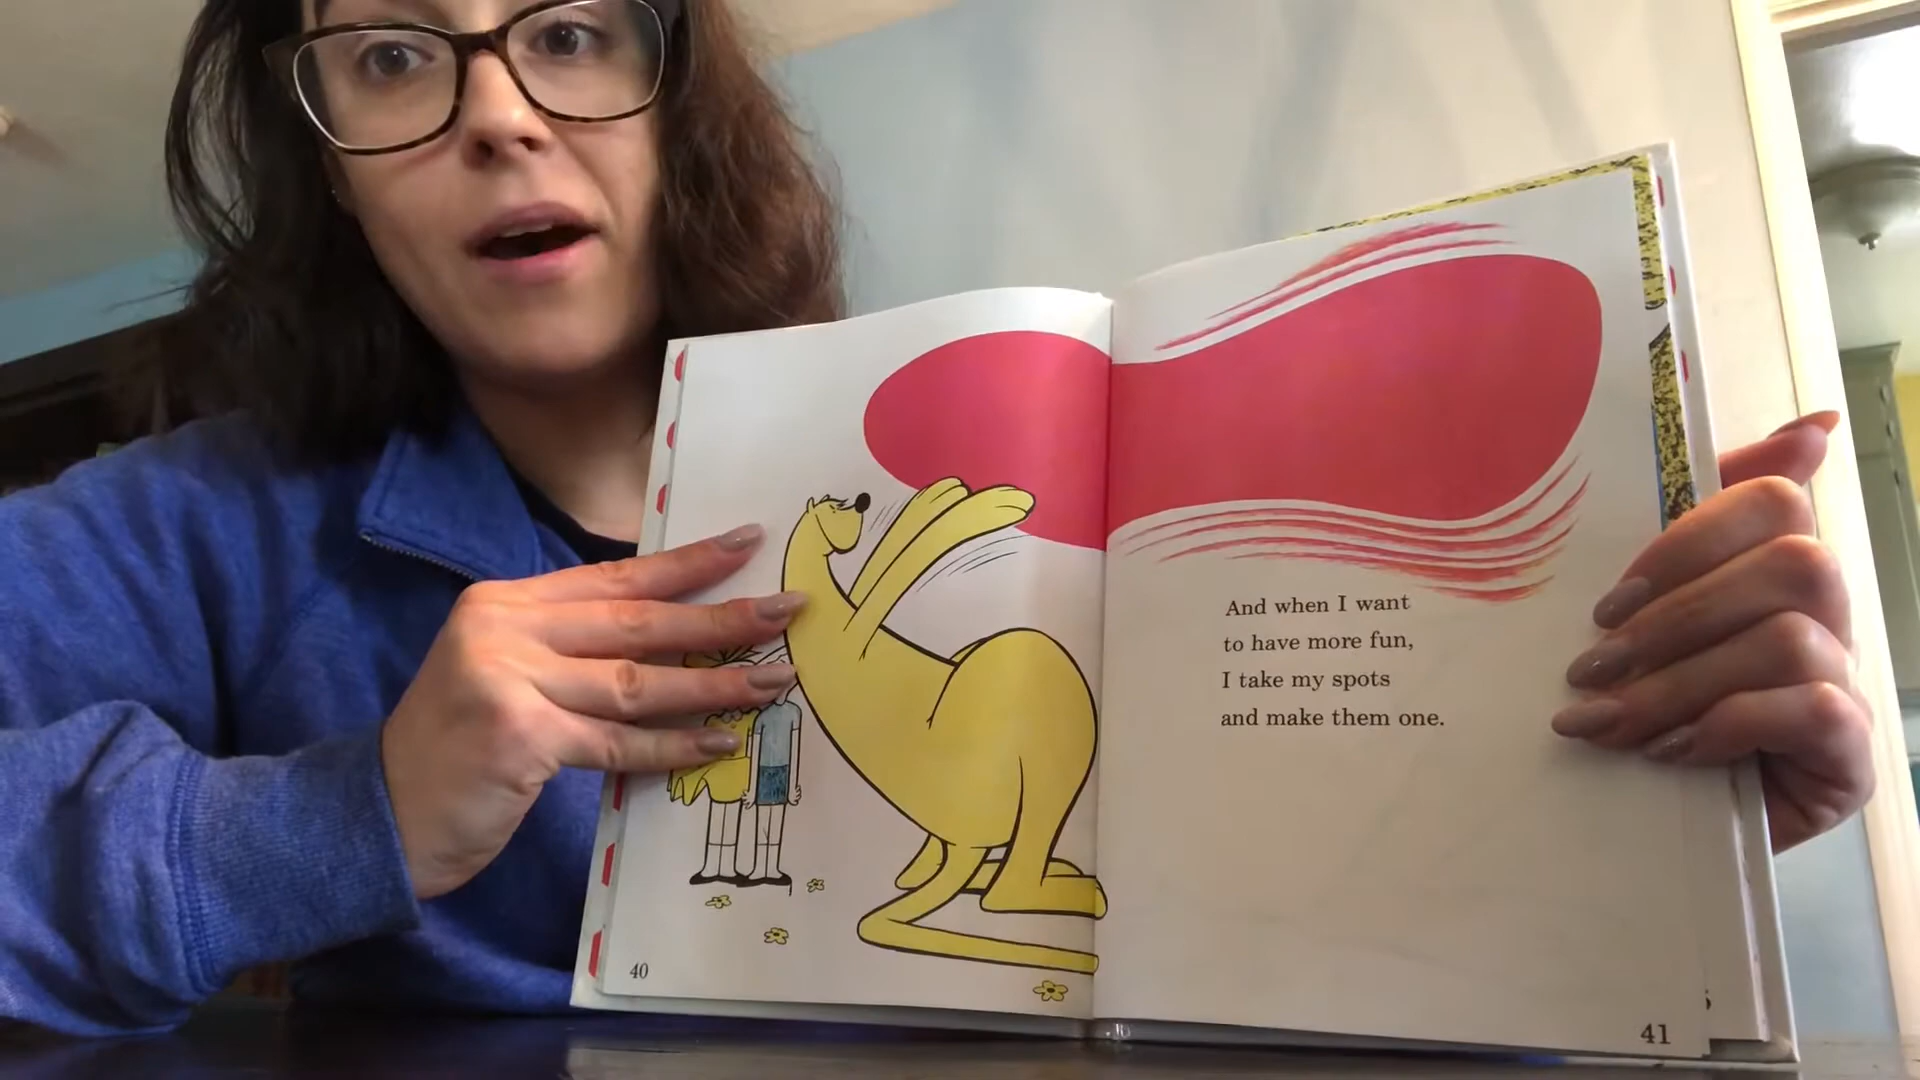 And when I want
to have more fun,
I take my spots
and make them one.
40
41